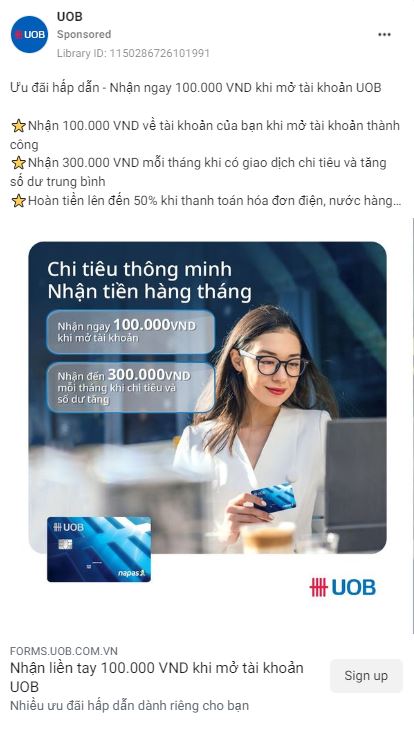 UOB
UOB
Sponsored
Library ID: 1150286726101991
Ưu đãi hấp dẫn - Nhận ngay 100.000 VND khi mở tài khoản UOB
⭐Nhận 100.000 VND về tài khoản của bạn khi mở tài khoản thành
công
⭐Nhận 300.000 VND mỗi tháng khi có giao dịch chi tiêu và tăng
số dư trung bình
⭐Hoàn tiền lên đến 50% khi thanh toán hóa đơn điện, nước hàng...
Chi tiêu thông minh
Nhận tiền hàng tháng
Nhận ngay 100.000VND
khi mở tài khoản
Nhận đến 300.000VND
mỗi tháng khi chi tiêu và
số dư tăng
UOB
UOB
napas
UOB
FORMS.UOB.COM.VN
Nhận liền tay 100.000 VND khi mở tài khoản
UOB
Nhiều ưu đãi hấp dẫn dành riêng cho bạn
Sign up